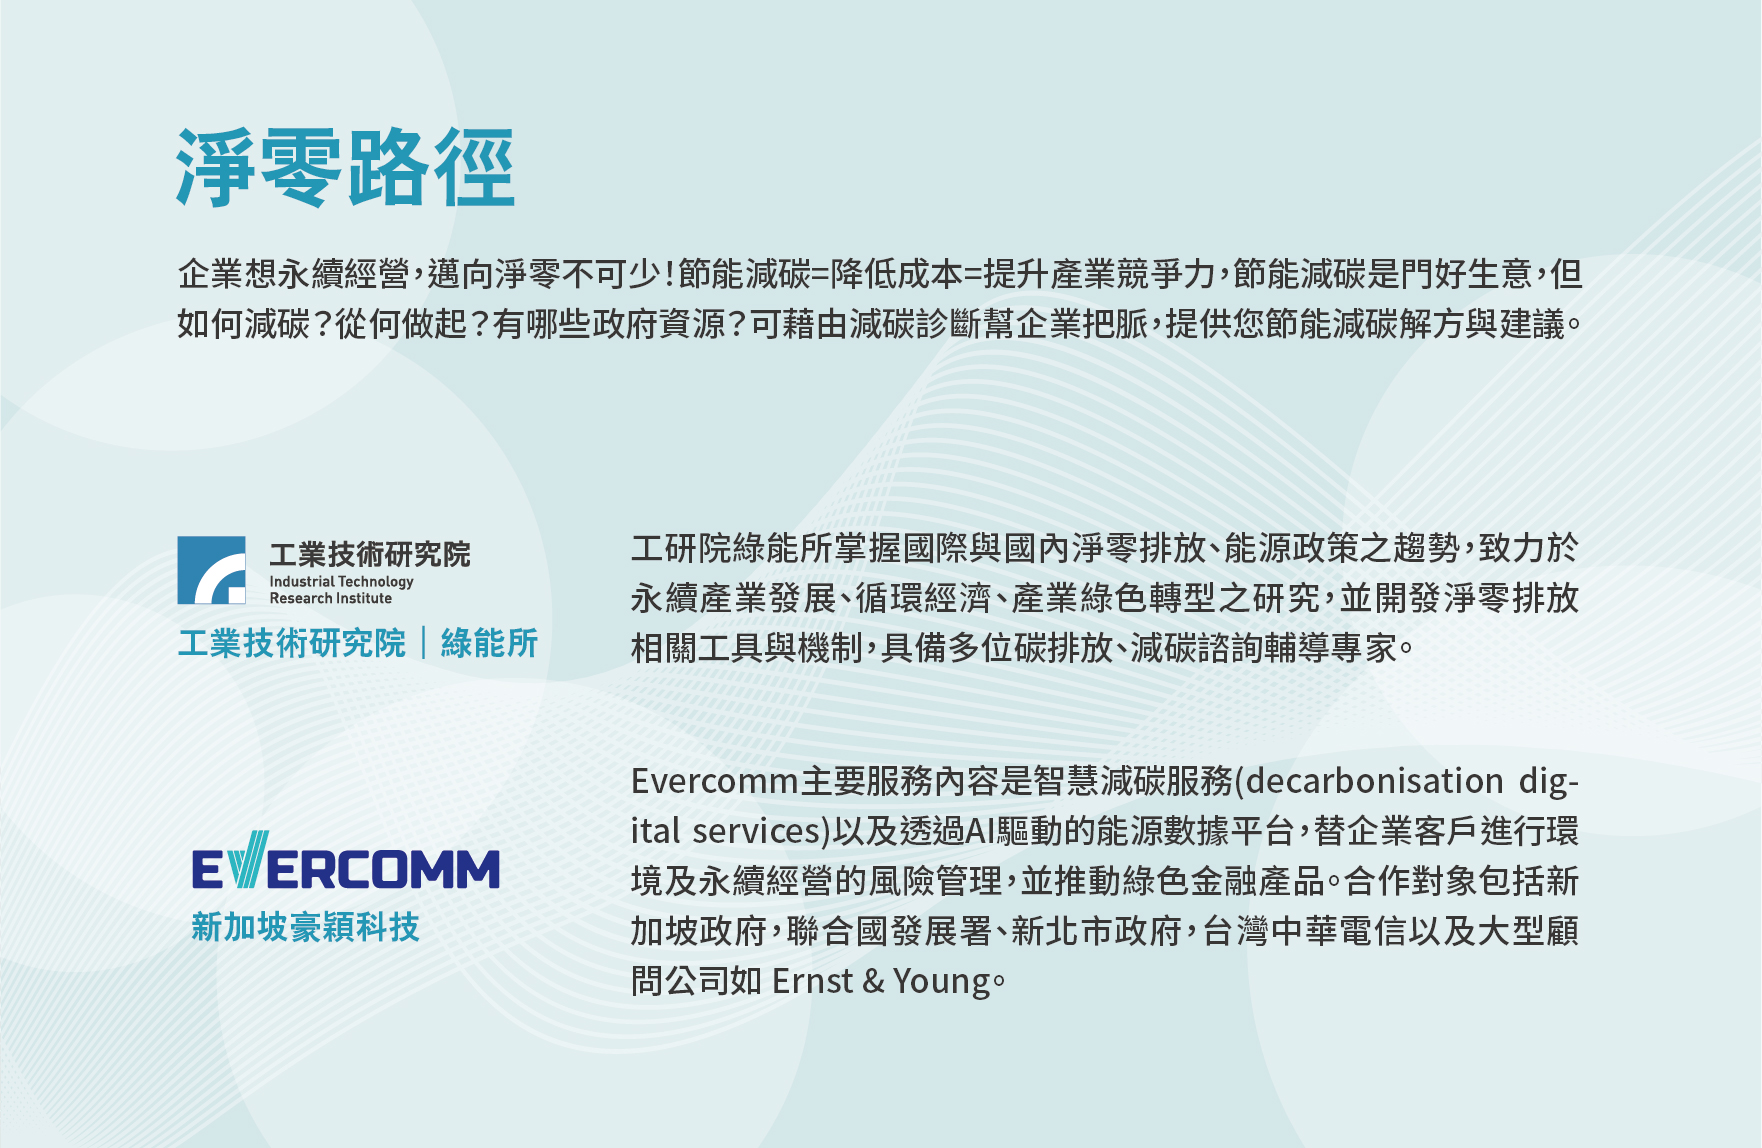 淨零路徑
企業想永續經營，邁向淨零不可少！節能減碳=降低成本=提升產業競爭力，節能減碳是門好生意，但
如何減碳？從何做起？有哪些政府資源？可藉由減碳診斷幫企業把脈，提供您節能減碳解方與建議。
工業技術研究院
Industrial Technology
Research Institute
工業技術研究院｜綠能所
工研院綠能所掌握國際與國內淨零排放、能源政策之趨勢，致力於
永續產業發展、循環經濟、產業綠色轉型之研究，並開發淨零排放
相關工具與機制，具備多位碳排放、減碳諮詢輔導專家。
EVERCOMM
新加坡豪穎科技
Evercomm主要服務內容是智慧減碳服務(decarbonisation dig-
ital services)以及透過AI驅動的能源數據平台，替企業客戶進行環
境及永續經營的風險管理，並推動綠色金融產品。合作對象包括新
加坡政府，聯合國發展署、新北市政府，台灣中華電信以及大型顧
問公司如 Ernst & Young。